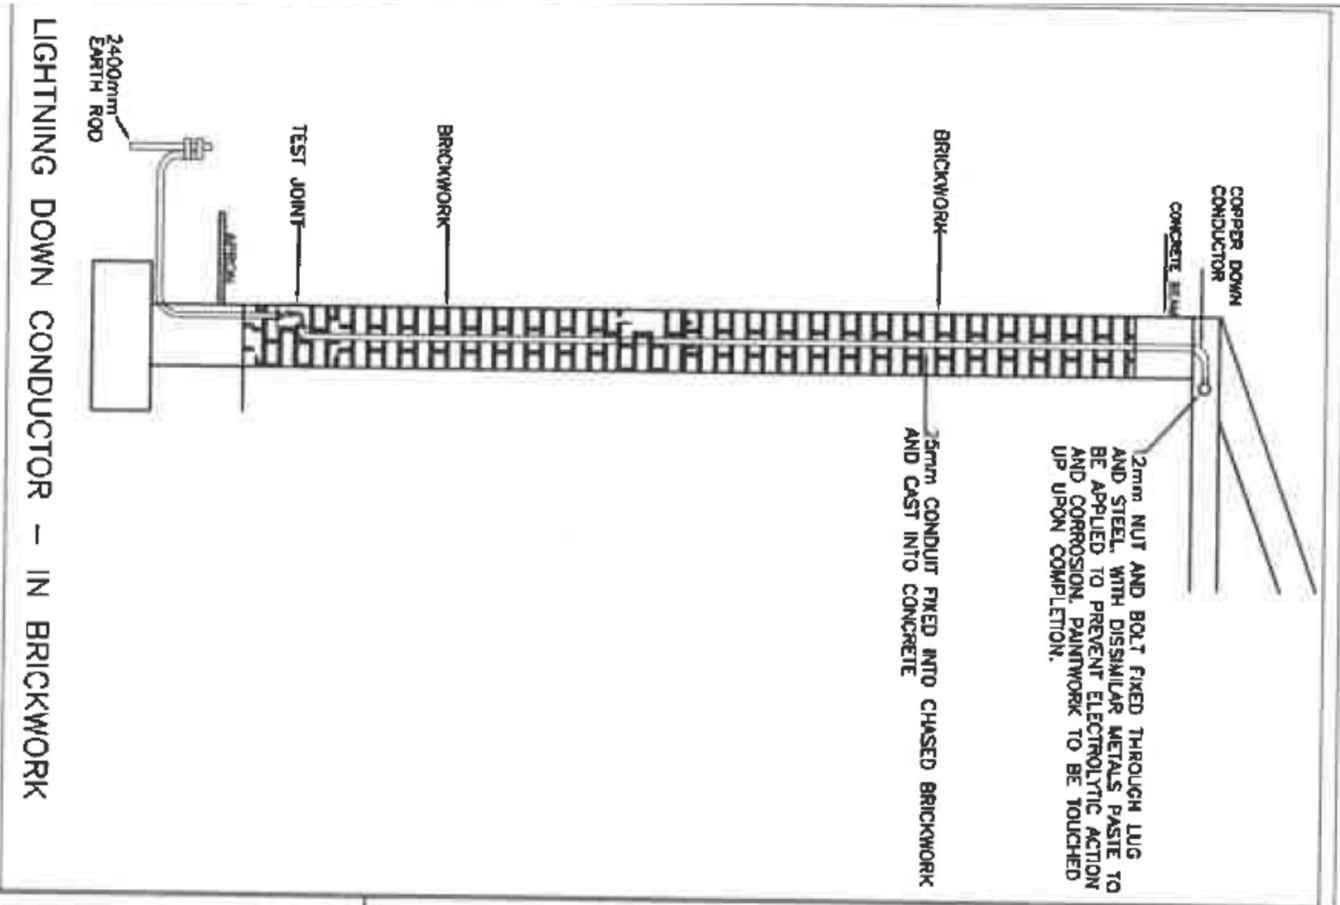 COPPER DOWN
CONDUCTOR
CONCRETE BEAM
BRICKWORK
BRICKWORK
TEST JOINT
APRON
2400mm
EARTH ROD
2mm NUT AND BOLT FIXED THROUGH LUG
AND STEEL. WITH DISSIMILAR METALS PASTE TO
BE APPLIED TO PREVENT ELECTROLYTIC ACTION
AND CORROSION. PAINTWORK TO BE TOUCHED
UP UPON COMPLETION.
25mm CONDUIT FIXED INTO CHASED BRICKWORK
AND CAST INTO CONCRETE
LIGHTNING DOWN CONDUCTOR – IN BRICKWORK